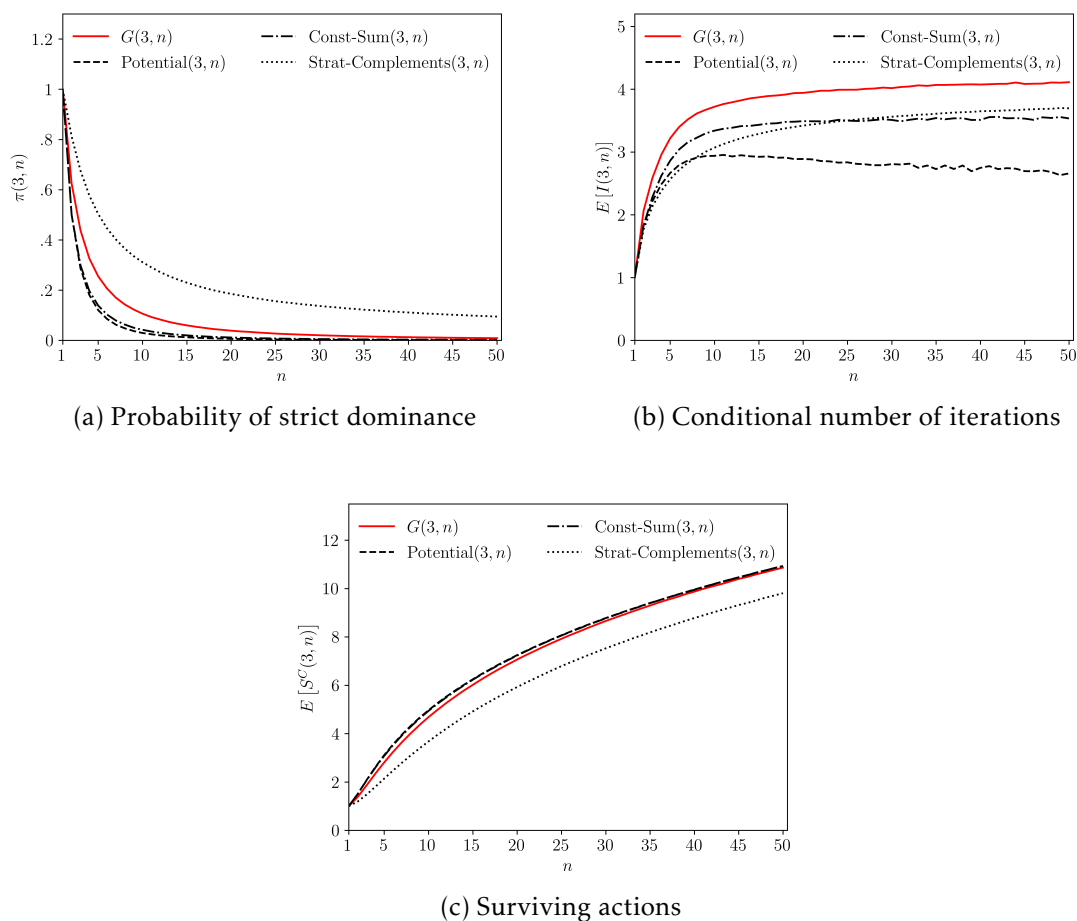 1.2
1
.8
.6
.4
.2
0
π(3, n)
G(3, n)
Potential(3, n)
Const-Sum(3, n)
Strat-Complements(3, n)
1 5 10 15 20 25 30 35 40 45 50
n
(a) Probability of strict dominance
5
4
3
2
1
0
E [I(3, n)]
G(3, n)
Potential(3, n)
Const-Sum(3, n)
Strat-Complements(3, n)
1 5 10 15 20 25 30 35 40 45 50
n
(b) Conditional number of iterations
12
10
8
6
4
2
0
E [S^C(3, n)]
G(3, n)
Potential(3, n)
Const-Sum(3, n)
Strat-Complements(3, n)
1 5 10 15 20 25 30 35 40 45 50
n
(c) Surviving actions